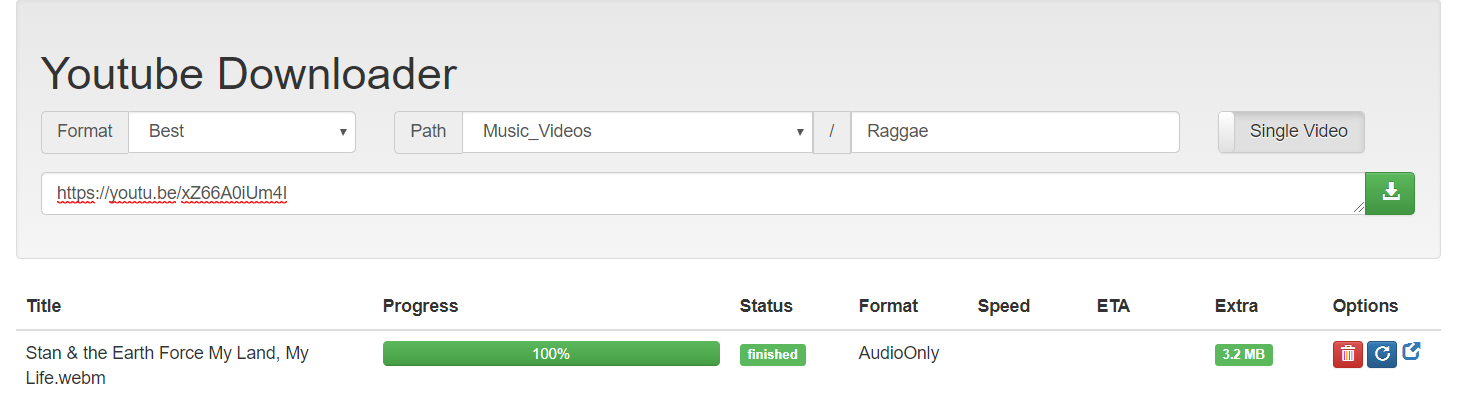 Youtube Downloader
Format Best Path Music_Videos / Raggae Single Video
https://youtu.be/xZ66A0iUm4I
Title Progress Status Format Speed ETA Extra Options
Stan & the Earth Force My Land, My 100% finished AudioOnly 3.2 MB
Life.webm